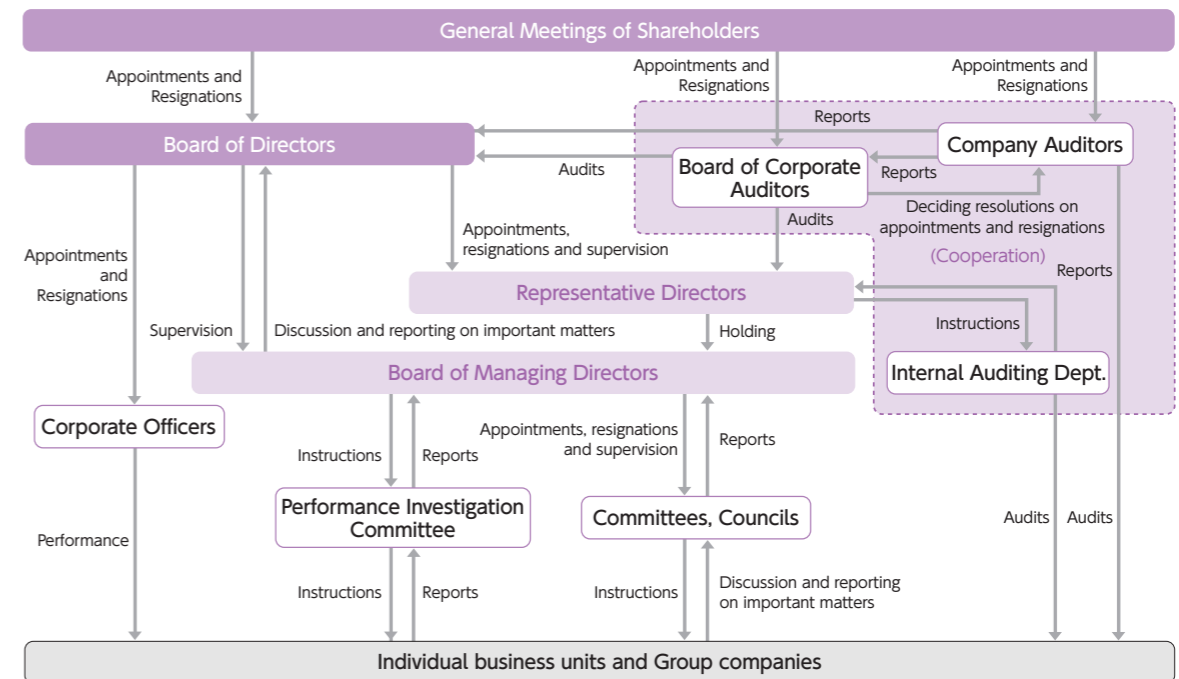 General Meetings of Shareholders
Appointments and
Resignations
Appointments and
Resignations
Appointments and
Resignations
Reports
Board of Directors
Company Auditors
Audits
Board of Corporate
Auditors
Reports
Deciding resolutions on
appointments and resignations
Audits
Appointments,
resignations and supervision
(Cooperation)
Appointments
and
Resignations
Reports
Representative Directors
Instructions
Supervision
Discussion and reporting on important matters
Holding
Board of Managing Directors
Internal Auditing Dept.
Corporate Officers
Instructions
Reports
Appointments, resignations
and supervision
Reports
Performance Investigation
Committee
Committees, Councils
Performance
Audits
Audits
Instructions
Reports
Instructions
Discussion and reporting
on important matters
Individual business units and Group companies